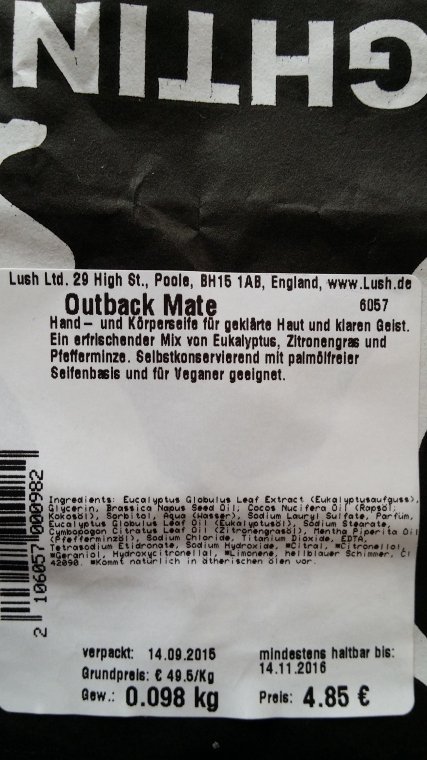 GHTIN
Lush Ltd. 29 High St., Poole, BH15 1AB, England, www.Lush.de
Outback Mate 6057
Hand- und Körperseife für geklärte Haut und klaren Geist.
Ein erfrischender Mix von Eukalyptus, Zitronengras und
Pfefferminze. Selbstkonservierend mit palmölfreier
Seifenbasis und für Veganer geeignet.
Ingredients: Eucalyptus Globulus Leaf Extract (Eukalyptusaufguss),
Glycerin, Brassica Napus Seed Oil, Cocos Nucifera Oil (Rapsöl,
Kokosöl), Sorbitol, Aqua (Wasser), Sodium Lauryl Sulfate, Parfüm,
Eucalyptus Globulus Leaf Oil (Eukalyptusöl), Sodium Stearate,
Cymbopogon Citratus Leaf Oil (Zitronengrasöl), Mentha Piperita Oil
(Pfefferminzöl), Sodium Chloride, Titanium Dioxide, EDTA,
Tetrasodium Etidronate, Sodium Hydroxide, *Citral, *Citronellol,
*Geraniol, Hydroxycitronellal, *Limonene, hellblauer Schimmer, CI
42090. *Kommt natürlich in ätherischen ölen vor.
2 106057 000982
verpackt: 14.09.2015
mindestens haltbar bis:
14.11.2016
Grundpreis: € 49.5/Kg
Gew.: 0.098 kg
Preis: 4.85 €